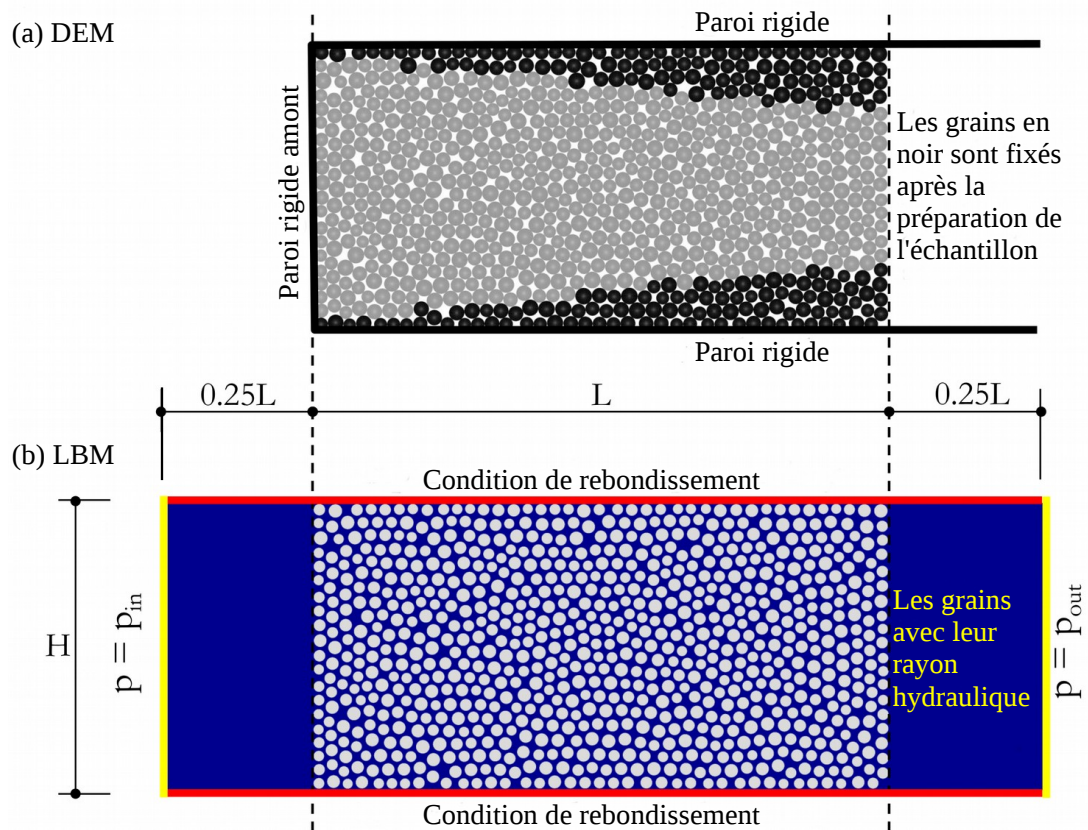 (a) DEM
Paroi rigide
Paroi rigide amont
Les grains en
noir sont fixés
après la
préparation de
l'échantillon
Paroi rigide
0.25L
L
0.25L
(b) LBM
Condition de rebondissement
H
p = p_in
Les grains
avec leur
rayon
hydraulique
p = p_out
Condition de rebondissement